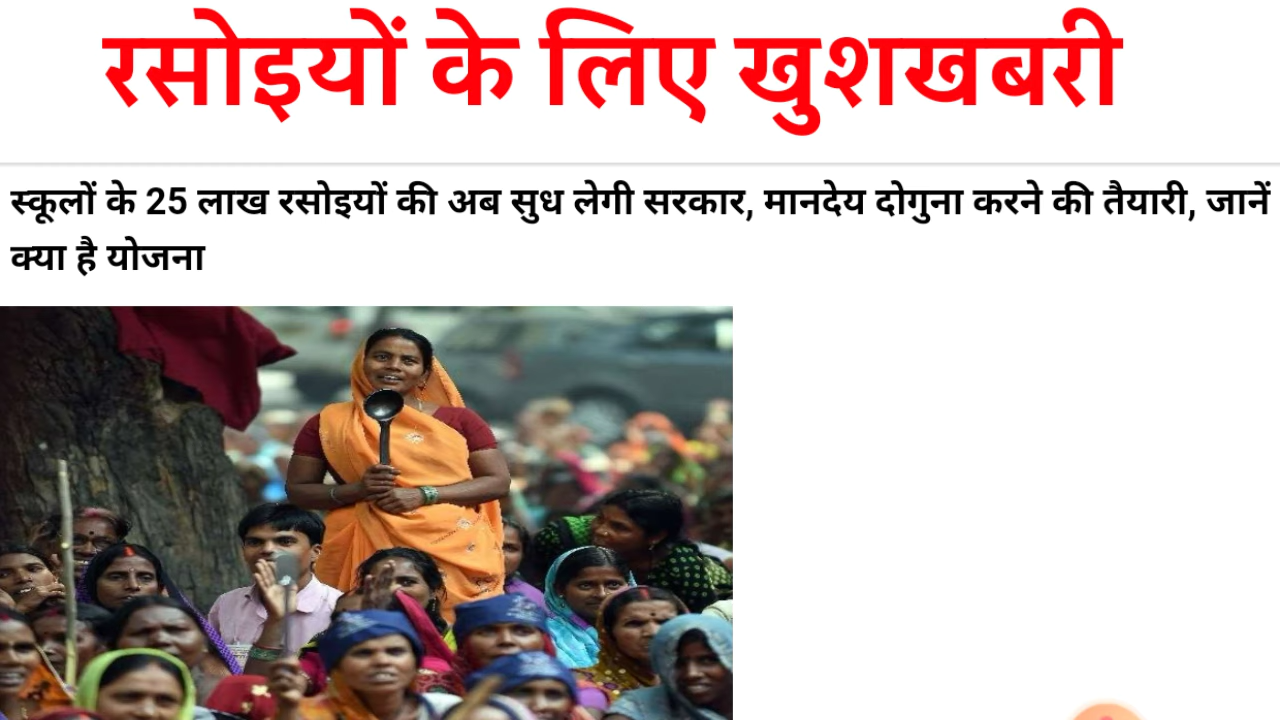 रसोइयों के लिए खुशखबरी
स्कूलों के 25 लाख रसोइयों की अब सुध लेगी सरकार, मानदेय दोगुना करने की तैयारी, जानें
क्या है योजना